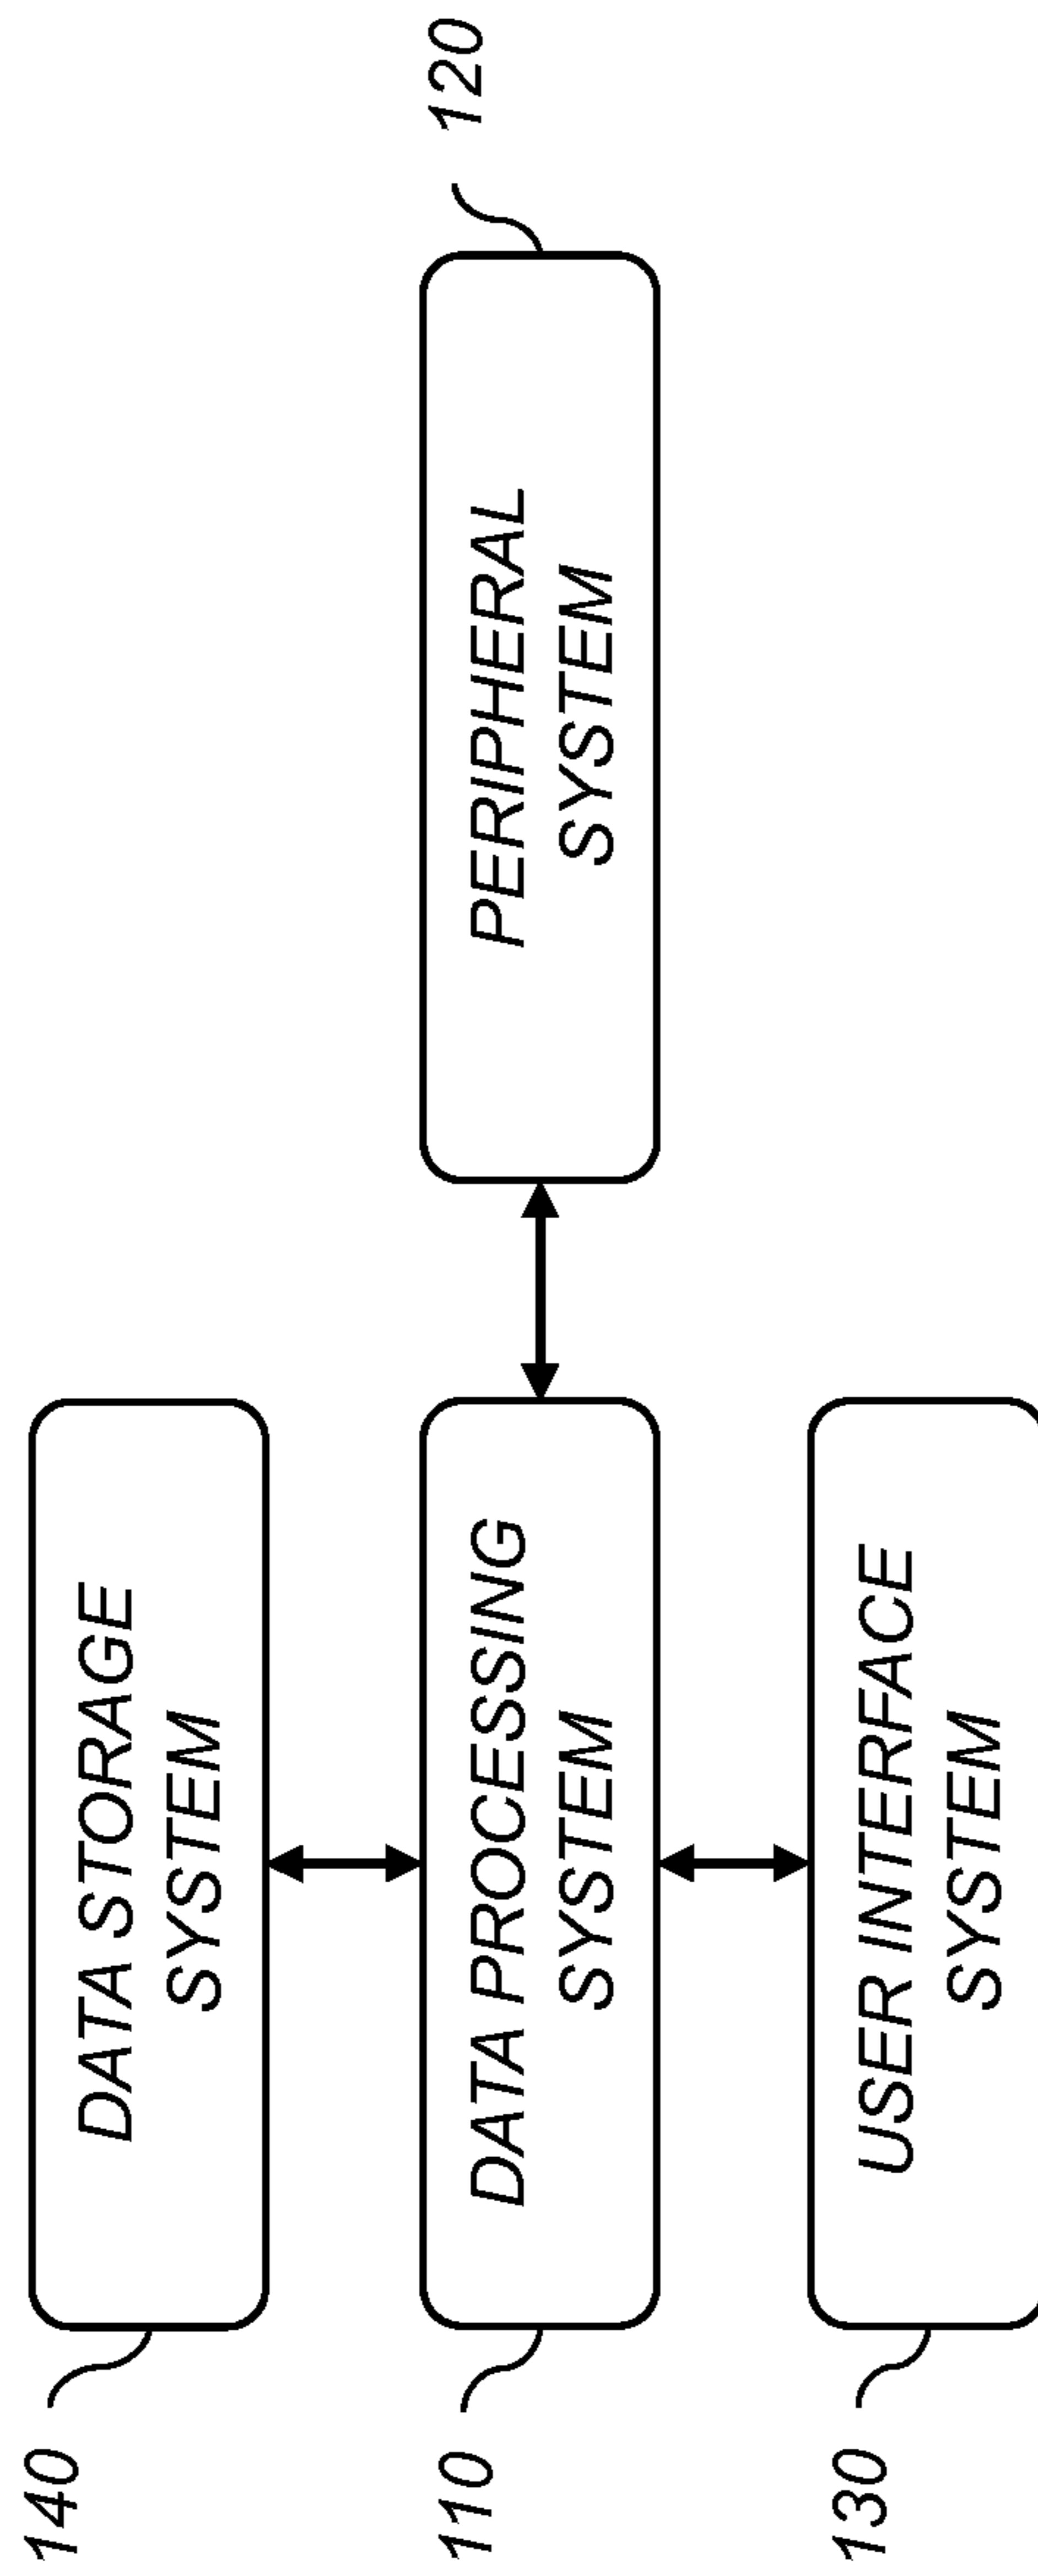 140
DATA STORAGE
SYSTEM
110
DATA PROCESSING
SYSTEM
PERIPHERAL
SYSTEM
120
130
USER INTERFACE
SYSTEM